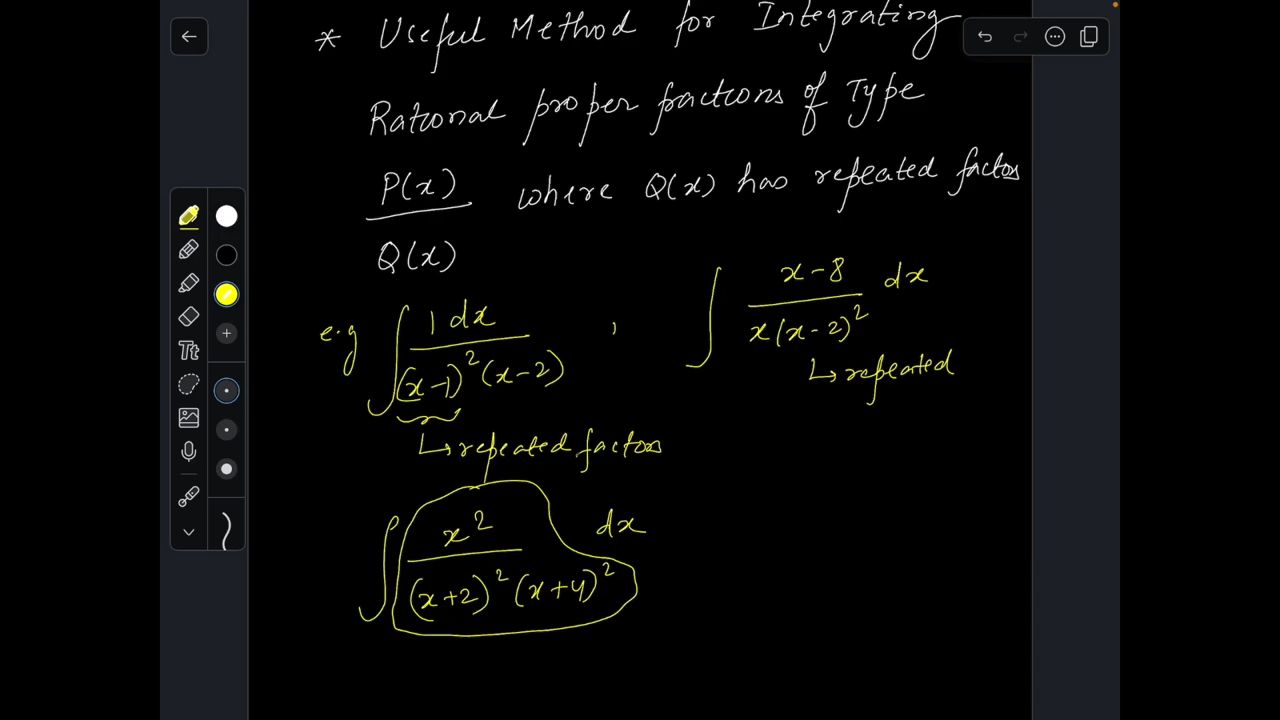 * Useful Method for Integrating
Rational proper fractions of Type
P(x)/Q(x) where Q(x) has repeated factors
e.g ∫ 1 dx/(x-1)²(x-2) , ∫ x-8/x(x-2)² dx
↳ repeated
↳ repeated factors
∫ x²/(x+2)²(x+4)² dx
Tt